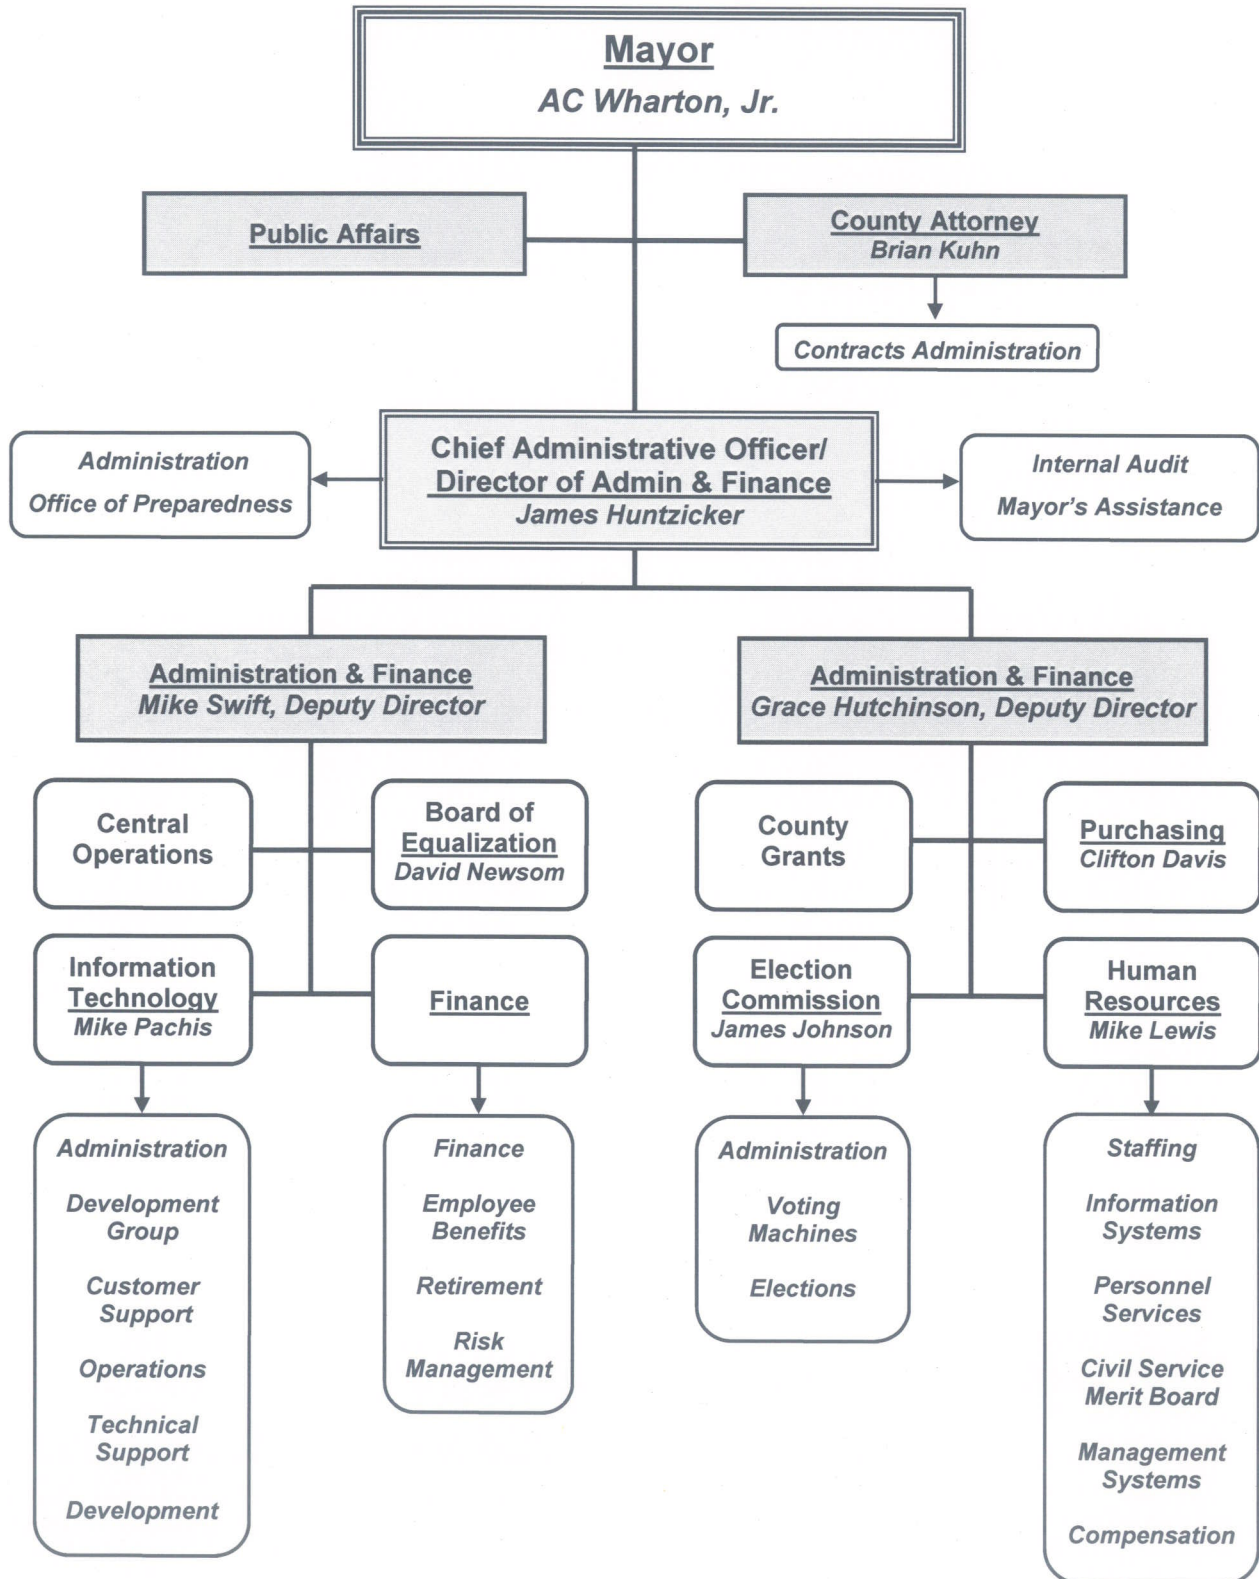 Mayor
AC Wharton, Jr.
Public Affairs
County Attorney
Brian Kuhn
Contracts Administration
Administration
Office of Preparedness
Chief Administrative Officer/
Director of Admin & Finance
James Huntzicker
Internal Audit
Mayor's Assistance
Administration & Finance
Mike Swift, Deputy Director
Administration & Finance
Grace Hutchinson, Deputy Director
Central
Operations
Board of
Equalization
David Newsom
County
Grants
Purchasing
Clifton Davis
Information
Technology
Mike Pachis
Finance
Election
Commission
James Johnson
Human
Resources
Mike Lewis
Administration
Development
Group
Customer
Support
Operations
Technical
Support
Development
Finance
Employee
Benefits
Retirement
Risk
Management
Administration
Voting
Machines
Elections
Staffing
Information
Systems
Personnel
Services
Civil Service
Merit Board
Management
Systems
Compensation